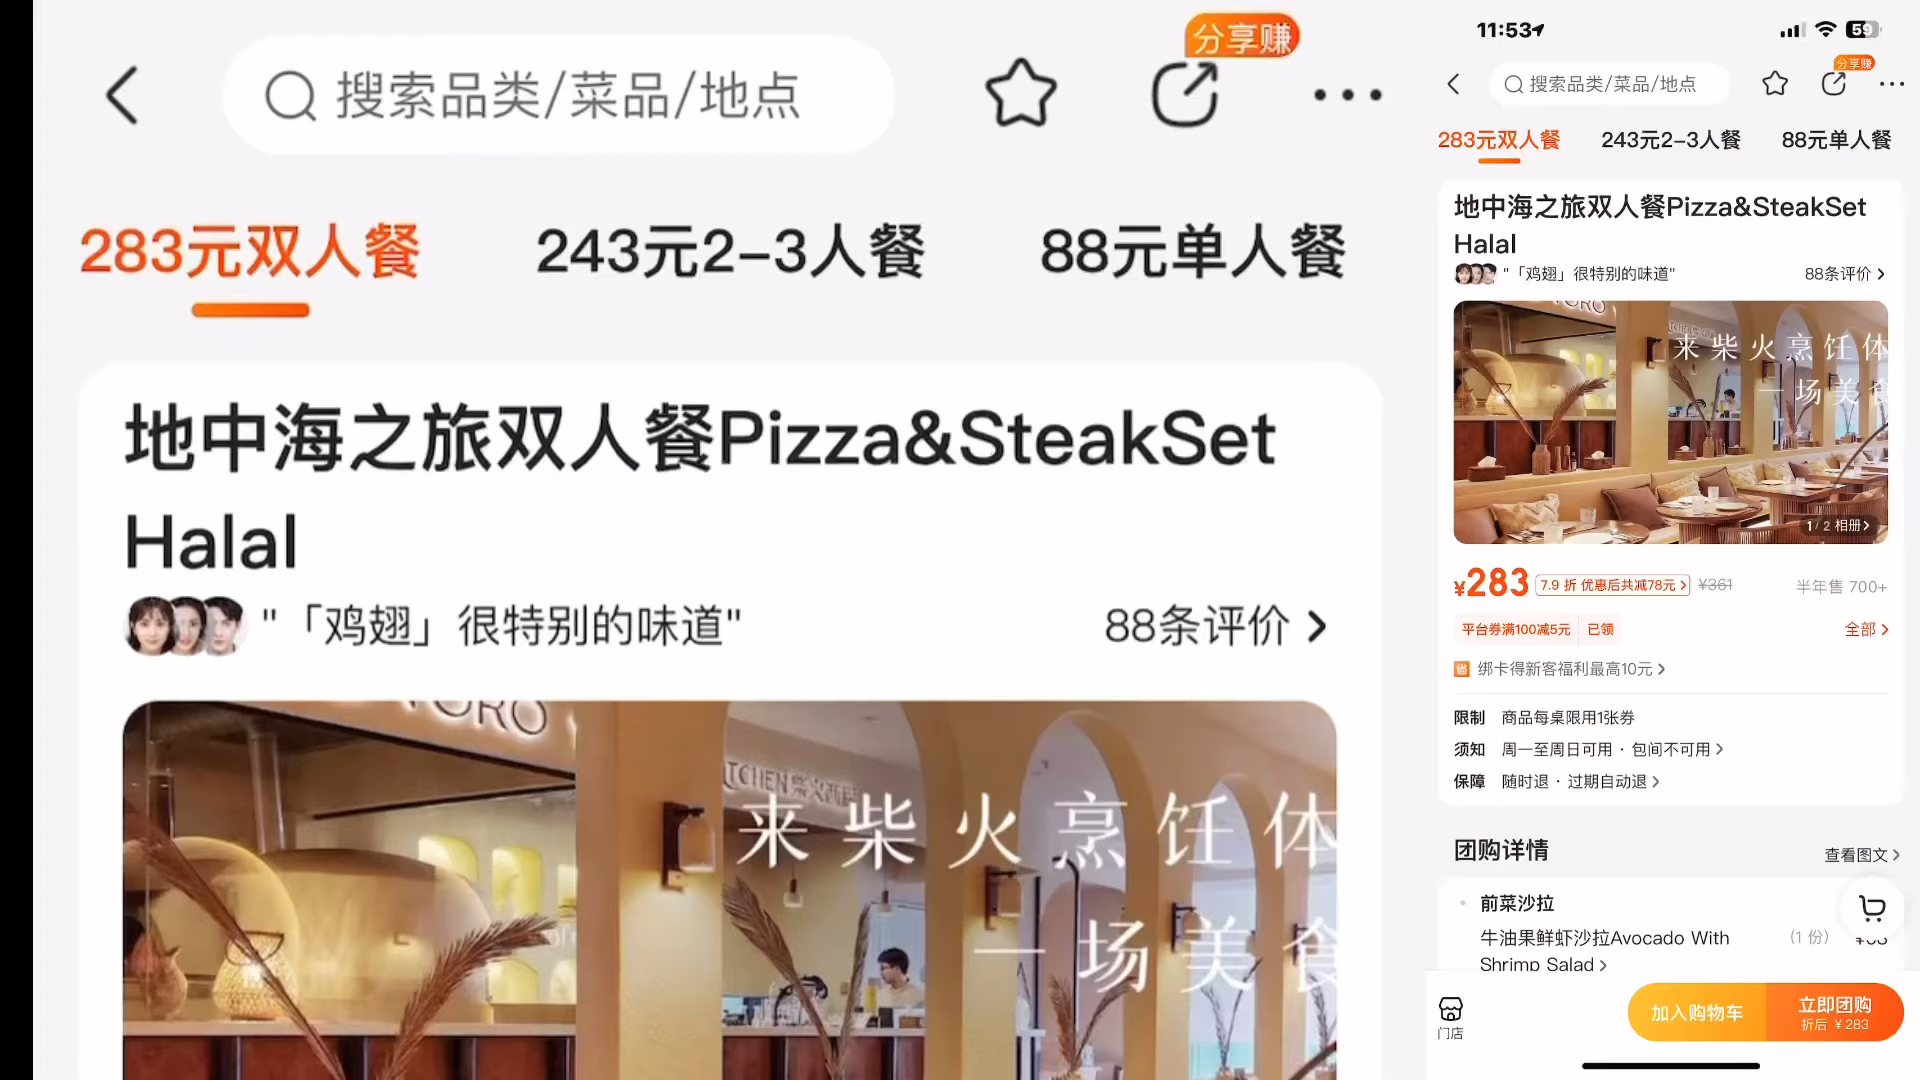 分享赚
搜索品类/菜品/地点
283元双人餐
243元2-3人餐
88元单人餐
地中海之旅双人餐Pizza&SteakSet
Halal
"「鸡翅」很特别的味道"
88条评价
TORO
来柴火烹饪体
一场美食
11:53
59
分享赚
搜索品类/菜品/地点
283元双人餐
243元2-3人餐
88元单人餐
地中海之旅双人餐Pizza&SteakSet
Halal
"「鸡翅」很特别的味道"
88条评价
来柴火烹饪体
一场美食
1/2 相册
¥283
7.9 折 优惠后共减78元
¥361
半年售 700+
平台券满100减5元
已领
全部
省 绑卡得新客福利最高10元
限制 商品每桌限用1张券
须知 周一至周日可用 · 包间不可用
保障 随时退 · 过期自动退
团购详情
查看图文
前菜沙拉
牛油果鲜虾沙拉Avocado With
(1 份)
Shrimp Salad
门店
加入购物车
立即团购
折后 ¥283